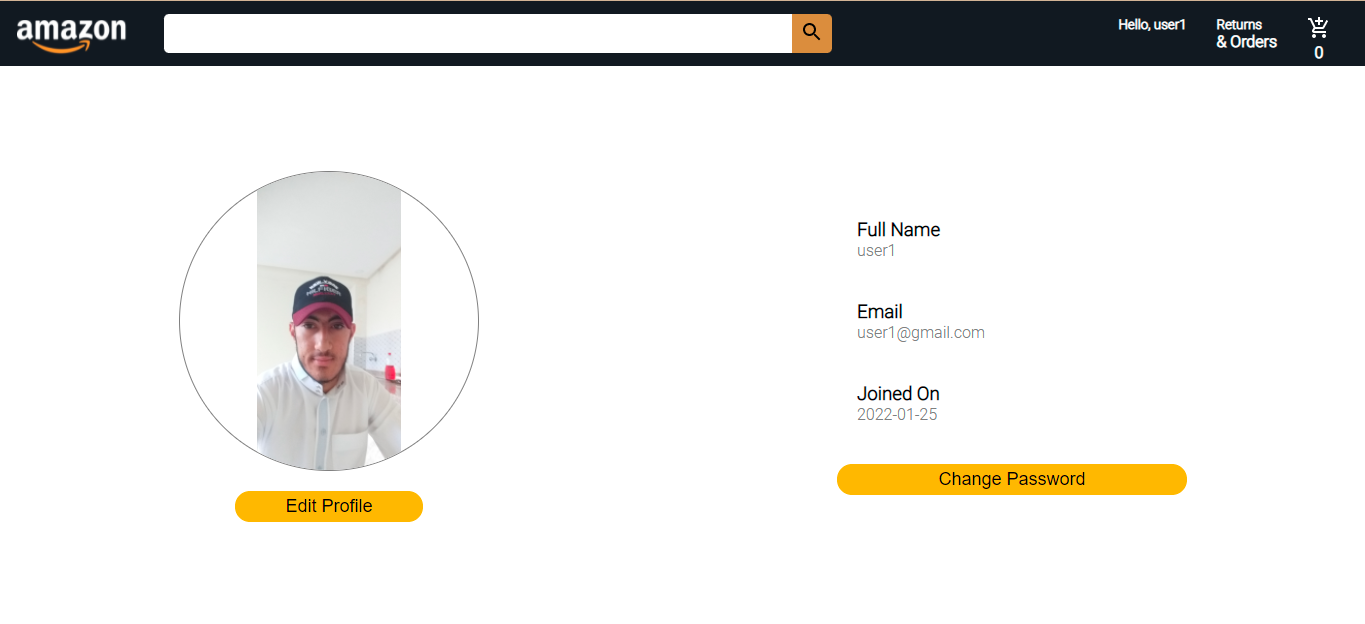 amazon
Hello, user1
Returns
& Orders
0
Full Name
user1
Email
user1@gmail.com
Joined On
2022-01-25
Change Password
Edit Profile